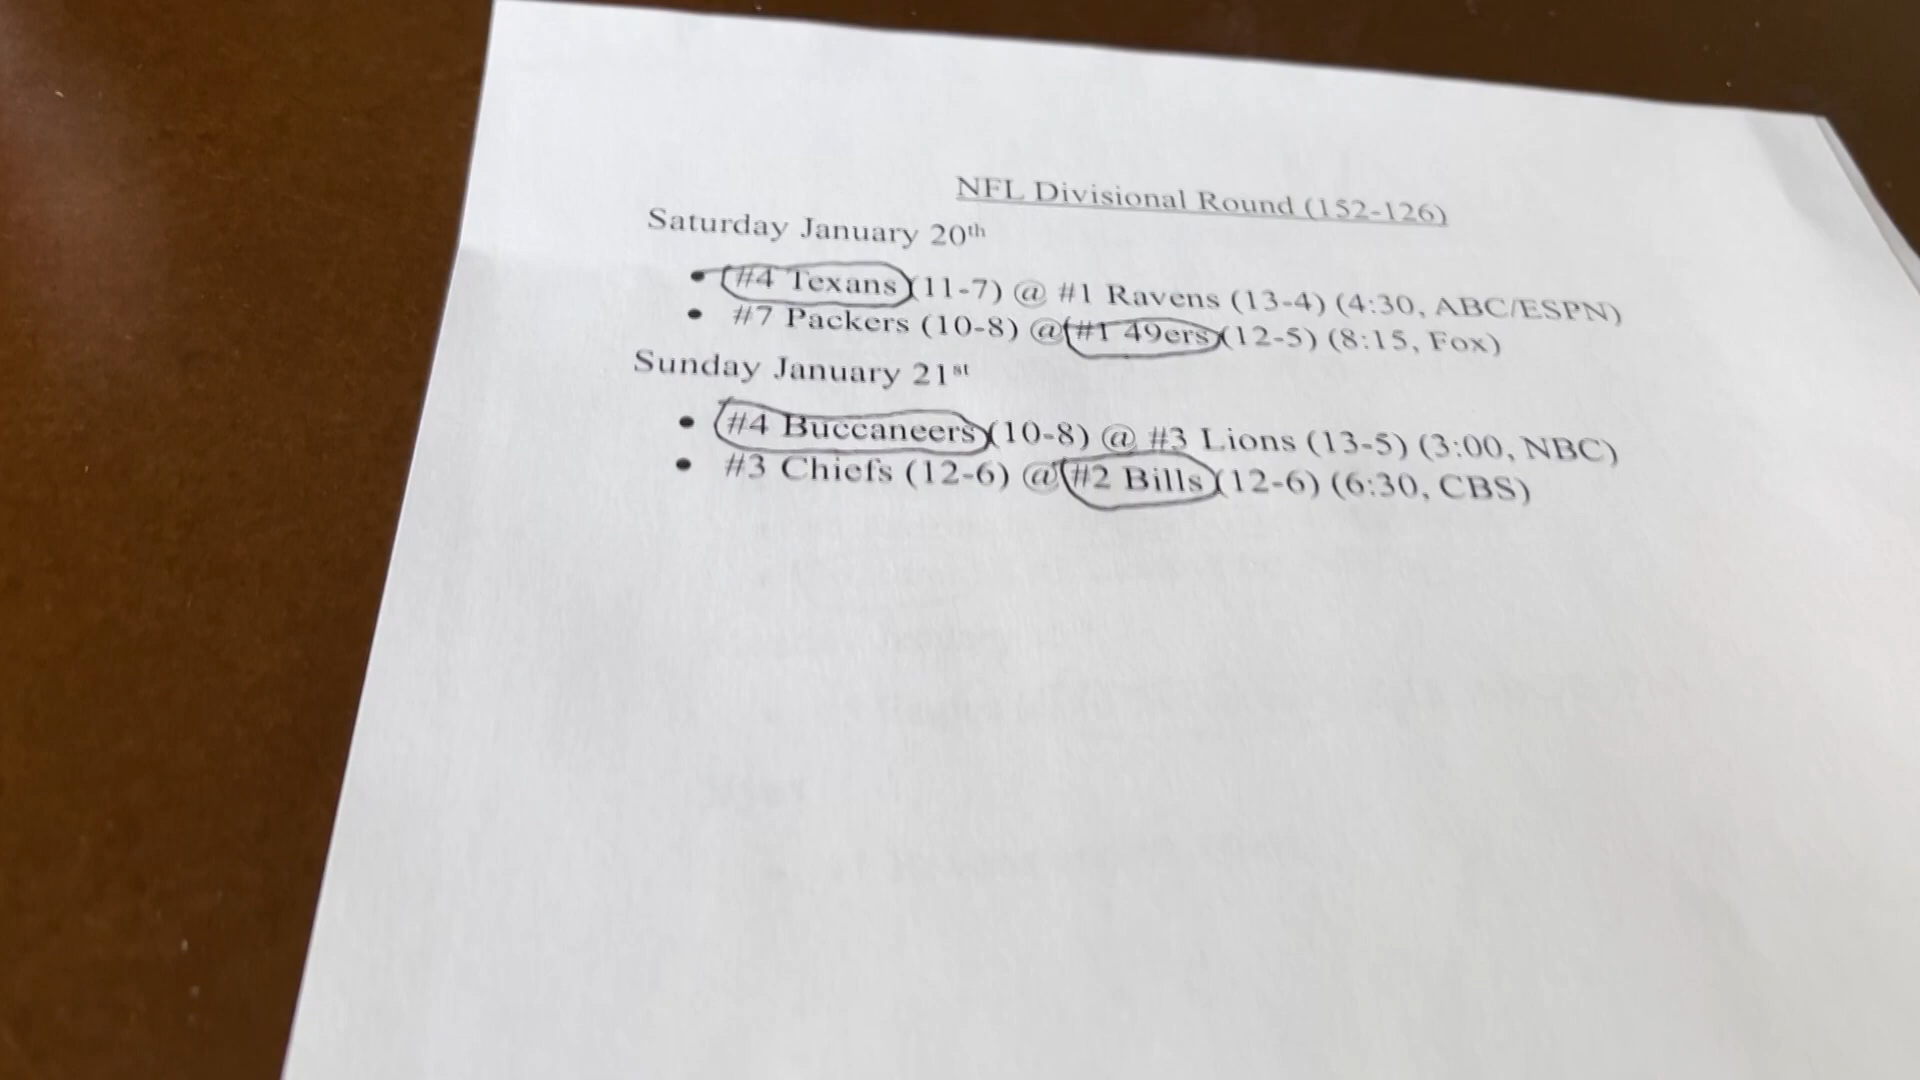 NFL Divisional Round (152-126)
Saturday January 20th
• #4 Texans (11-7) @ #1 Ravens (13-4) (4:30, ABC/ESPN)
• #7 Packers (10-8) @ #1 49ers (12-5) (8:15, Fox)
Sunday January 21st
• #4 Buccaneers (10-8) @ #3 Lions (13-5) (3:00, NBC)
• #3 Chiefs (12-6) @ #2 Bills (12-6) (6:30, CBS)